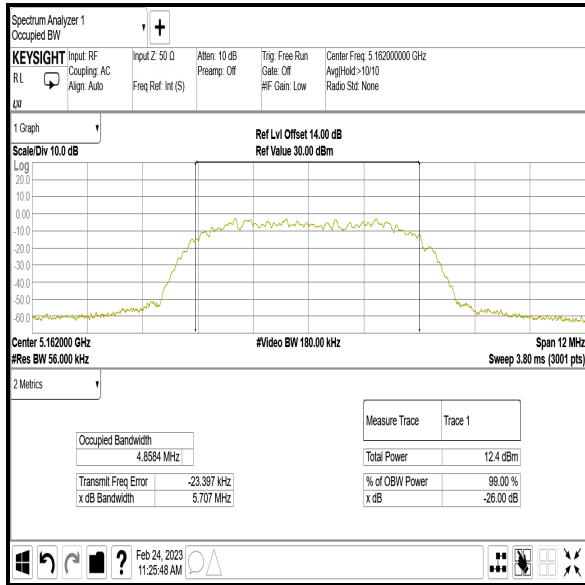 Spectrum Analyzer 1
Occupied BW
▼
+
KEYSIGHT
RL
LXI
Input: RF
Coupling: AC
Align: Auto
Input Z: 50 Ω
Freq Ref: Int (S)
Atten: 10 dB
Preamp: Off
Trig: Free Run
Gate: Off
#IF Gain: Low
Center Freq: 5.162000000 GHz
Avg|Hold:>10/10
Radio Std: None
1 Graph
▼
Scale/Div 10.0 dB
Ref Lvl Offset 14.00 dB
Ref Value 30.00 dBm
Log
20.0
10.0
0.00
-10.0
-20.0
-30.0
-40.0
-50.0
-60.0
Center 5.162000 GHz
#Video BW 180.00 kHz
Span 12 MHz
#Res BW 56.000 kHz
Sweep 3.80 ms (3001 pts)
2 Metrics
▼
Occupied Bandwidth
4.8584 MHz
Transmit Freq Error -23.397 kHz
x dB Bandwidth 5.707 MHz
Measure Trace Trace 1
Total Power 12.4 dBm
% of OBW Power 99.00 %
x dB -26.00 dB
?
Feb 24, 2023
11:25:48 AM